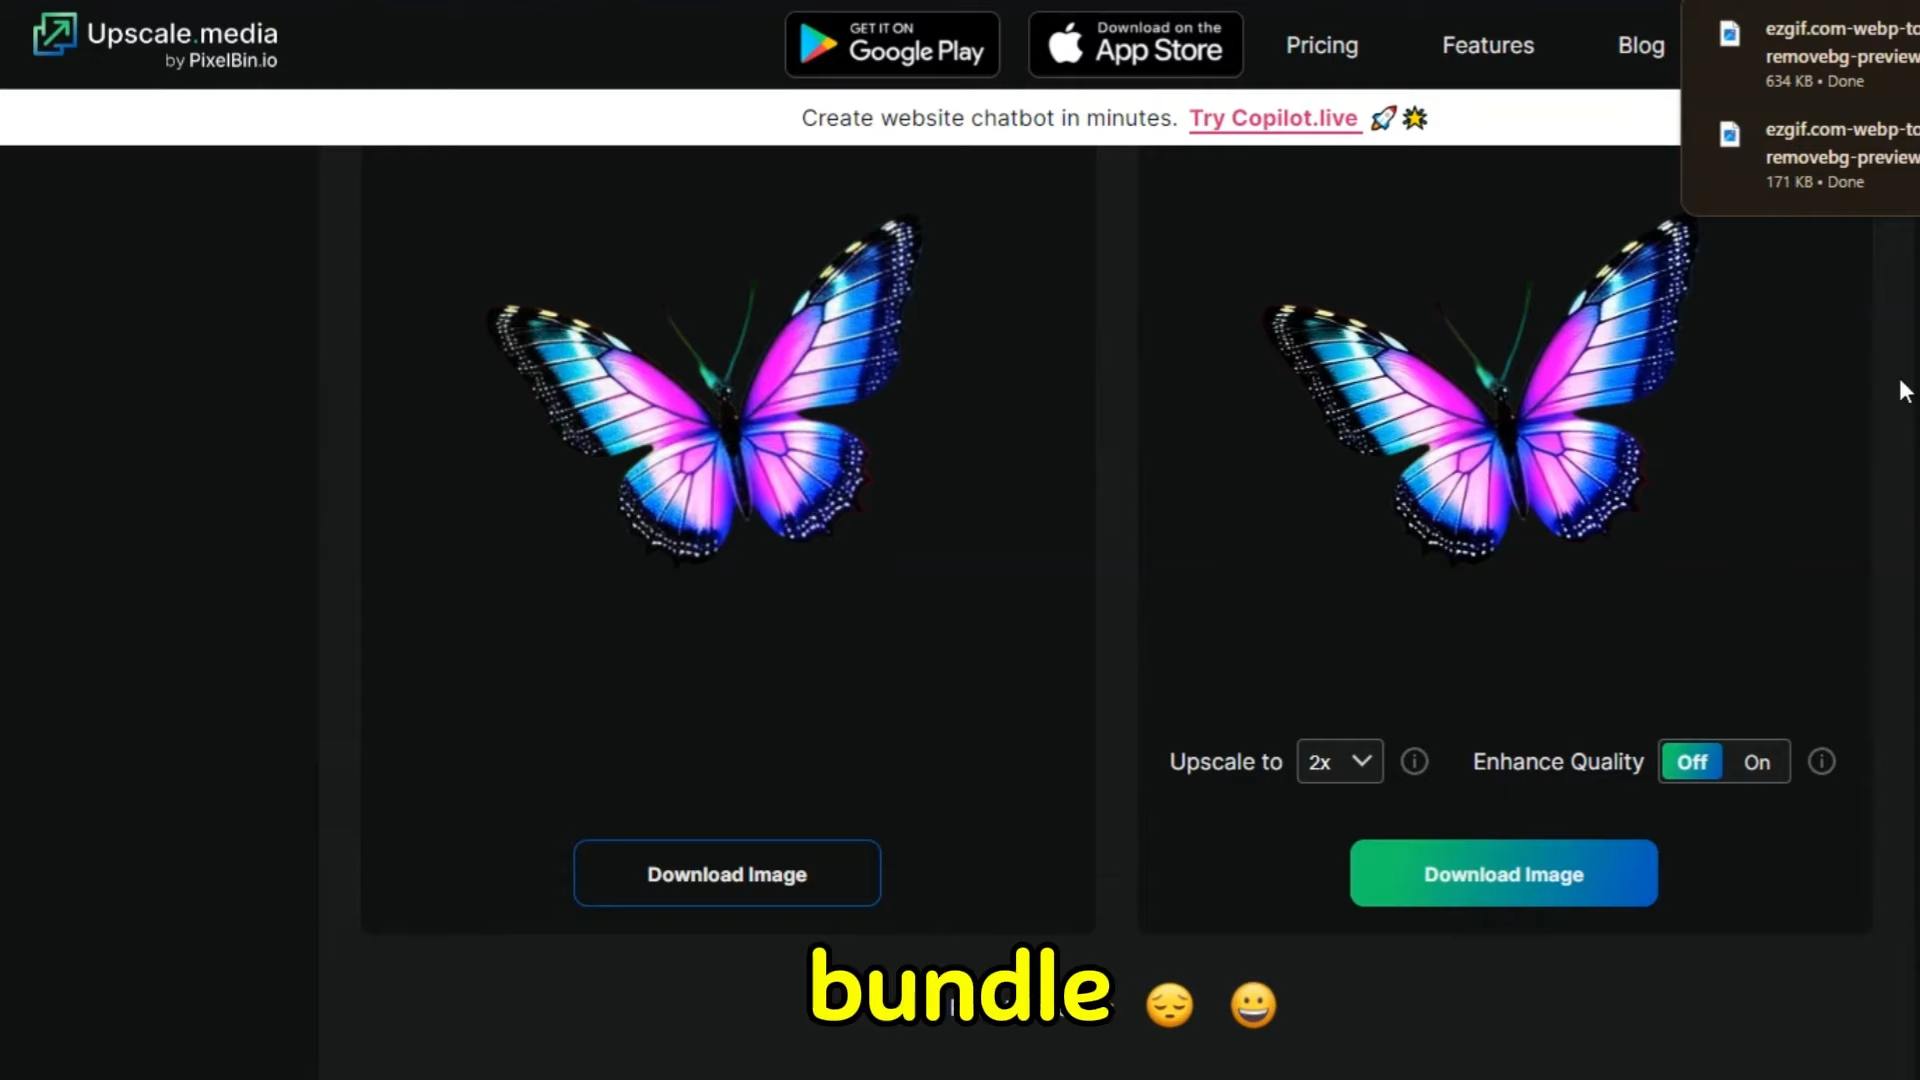 Upscale.media
by PixelBin.io
GET IT ON
Google Play
Download on the
App Store
Pricing
Features
Blog
ezgif.com-webp-to
removebg-preview
634 KB • Done
ezgif.com-webp-to
removebg-preview
171 KB • Done
Create website chatbot in minutes. Try Copilot.live 🚀🌟
Upscale to
2x
Enhance Quality
Off
On
Download Image
Download Image
bundle